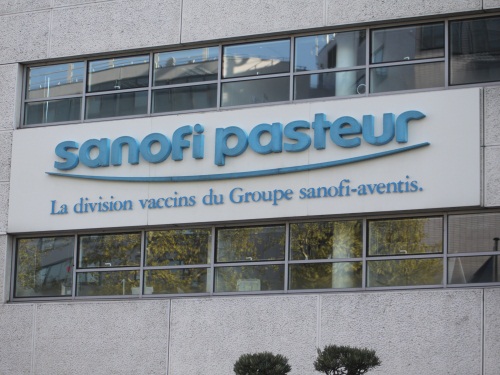 sanofi pasteur
La division vaccins du Groupe sanofi-aventis.